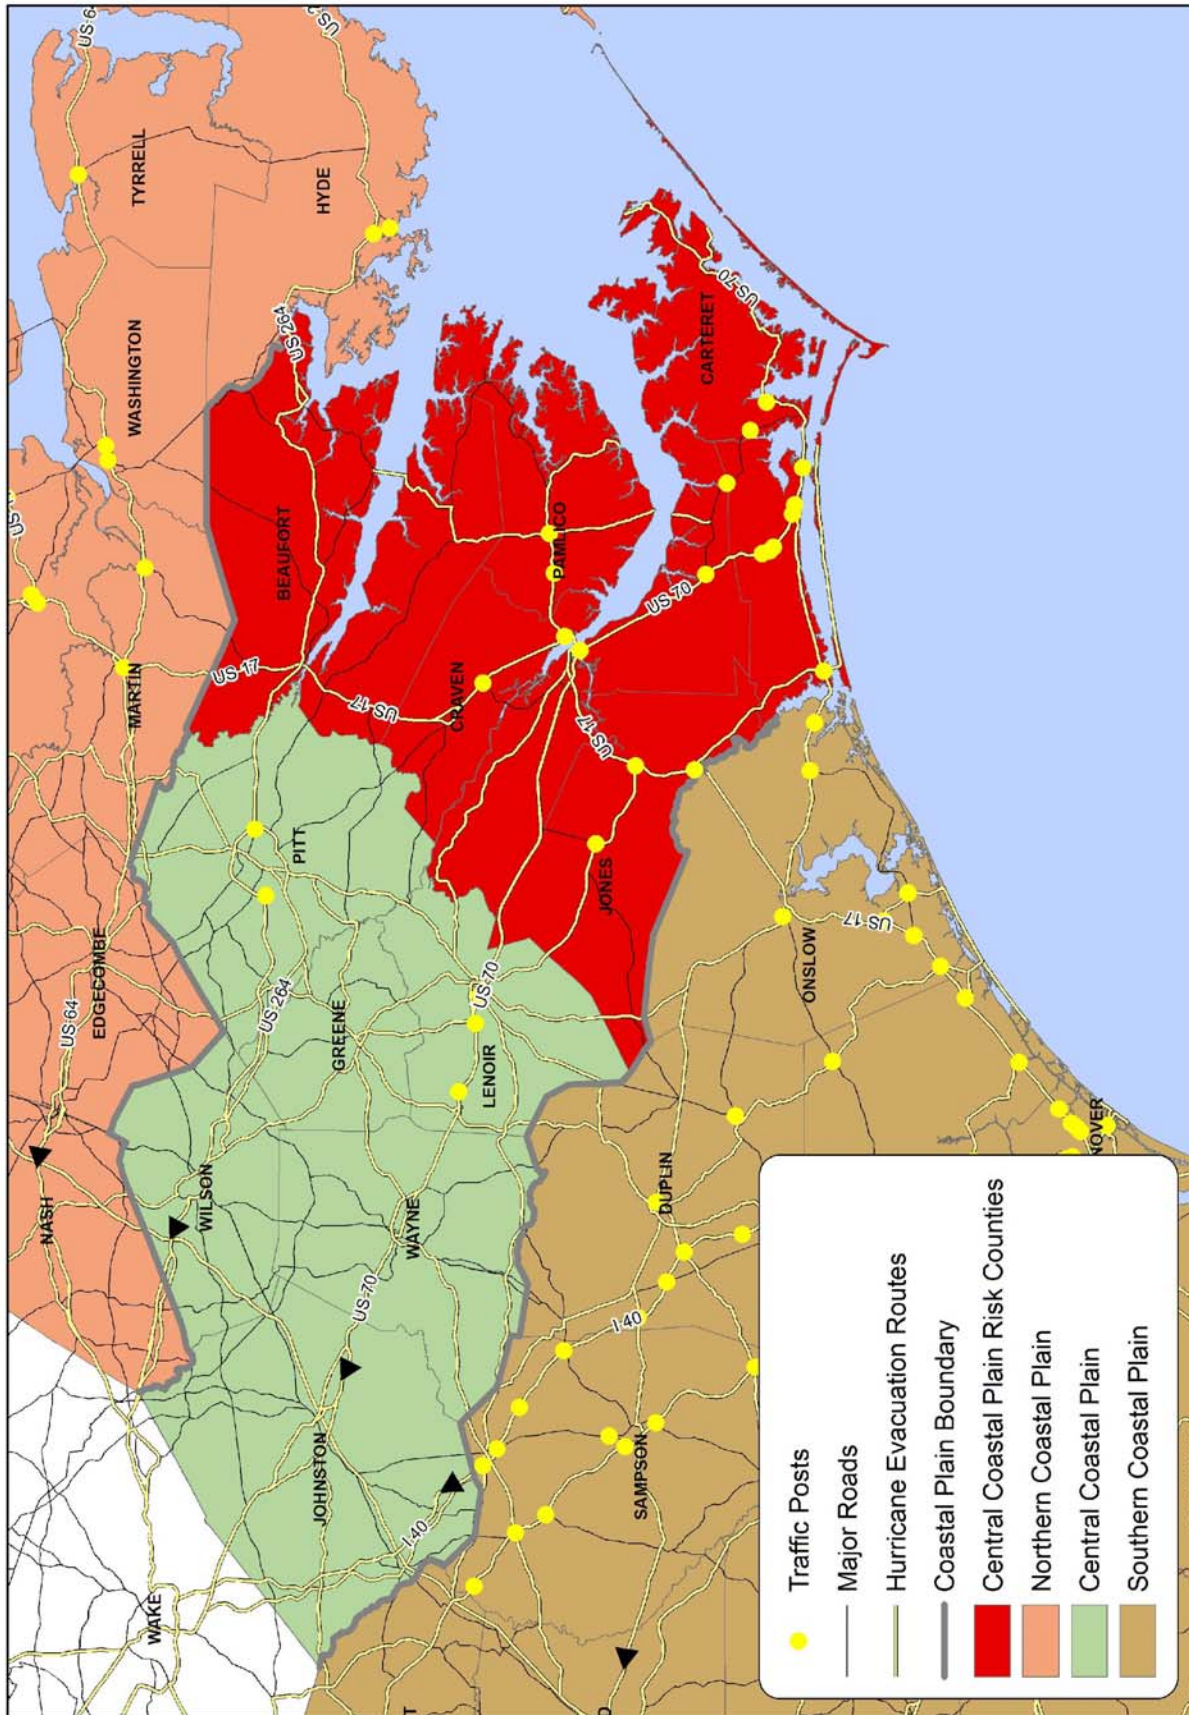 US-6
NASH
US-64
EDGECOMBE
MARTIN
WASHINGTON
TYRRELL
WAKE
WILSON
US-17
US-264
BEAUFORT
US-264
PITT
JOHNSTON
GREENE
HYDE
US-70
US-17
I-40
WAYNE
CRAVEN
US-70
LENOIR
PAMLICO
US-17
JONES
I-40
SAMPSON
DUPLIN
US-70
CARTERET
US-70
ONSLOW
US-17
NOVER
Traffic Posts
Major Roads
Hurricane Evacuation Routes
Coastal Plain Boundary
Central Coastal Plain Risk Counties
Northern Coastal Plain
Central Coastal Plain
Southern Coastal Plain